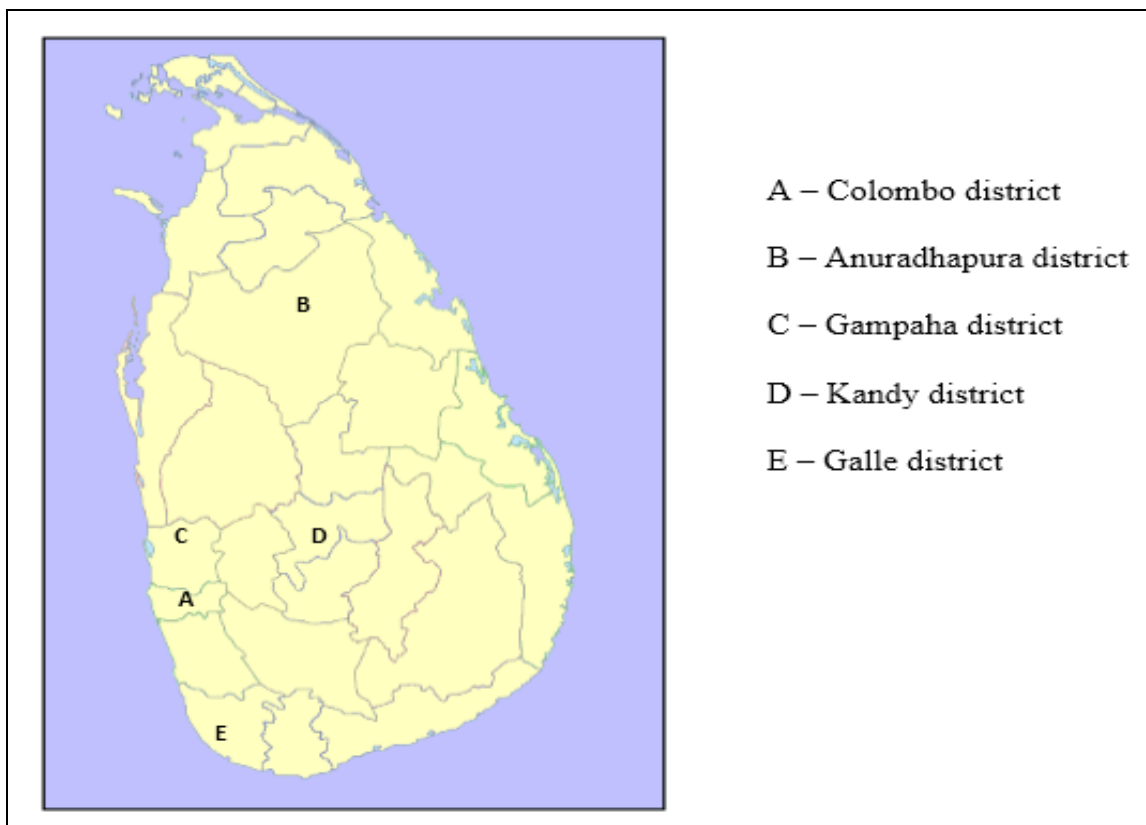 B
C
D
A
E
A – Colombo district
B – Anuradhapura district
C – Gampaha district
D – Kandy district
E – Galle district